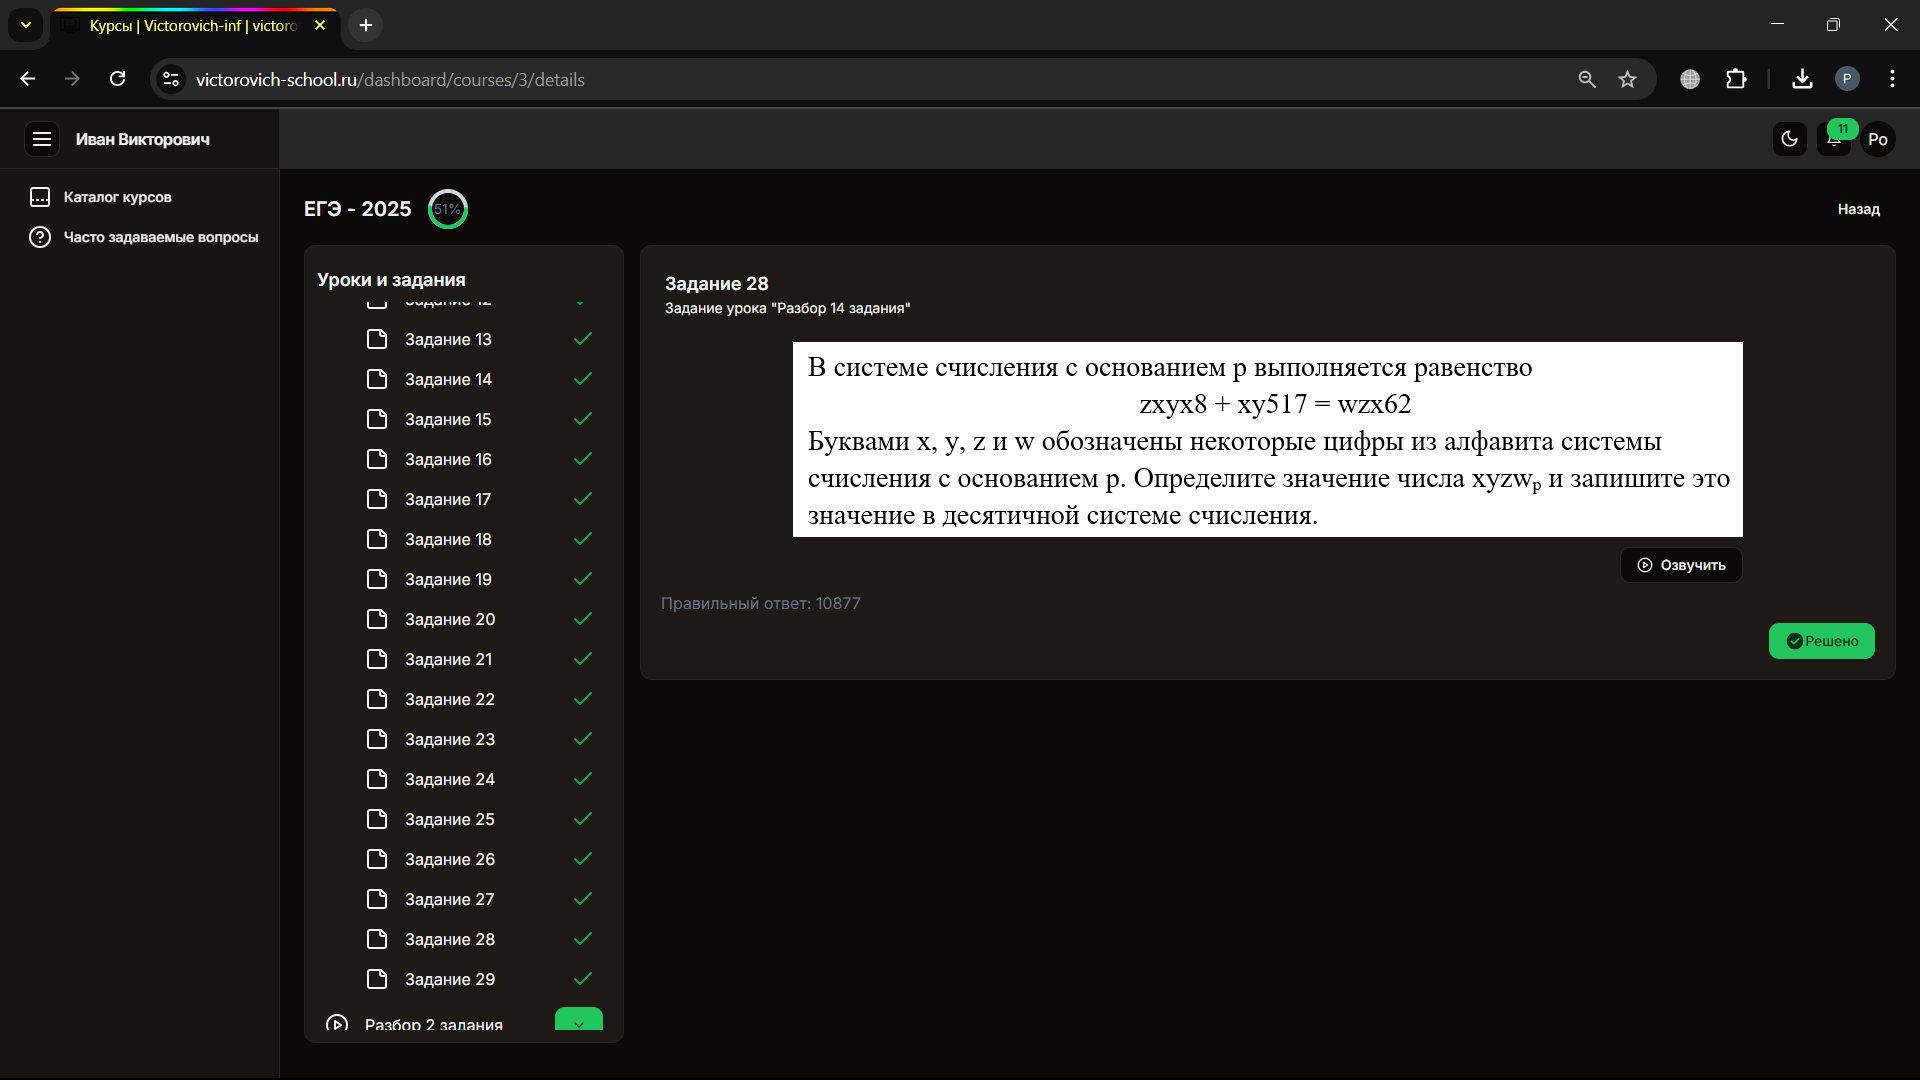 Курсы | Victorovich-inf | victoro
victorovich-school.ru/dashboard/courses/3/details
P
Иван Викторович
11
Po
Каталог курсов
Часто задаваемые вопросы
ЕГЭ - 2025
51%
Назад
Уроки и задания
Задание 12
Задание 13
Задание 14
Задание 15
Задание 16
Задание 17
Задание 18
Задание 19
Задание 20
Задание 21
Задание 22
Задание 23
Задание 24
Задание 25
Задание 26
Задание 27
Задание 28
Задание 29
Разбор 2 задания
Задание 28
Задание урока "Разбор 14 задания"
В системе счисления с основанием p выполняется равенство
zxyx8 + xy517 = wzx62
Буквами x, y, z и w обозначены некоторые цифры из алфавита системы
счисления с основанием p. Определите значение числа xyzwₚ и запишите это
значение в десятичной системе счисления.
Озвучить
Правильный ответ: 10877
Решено